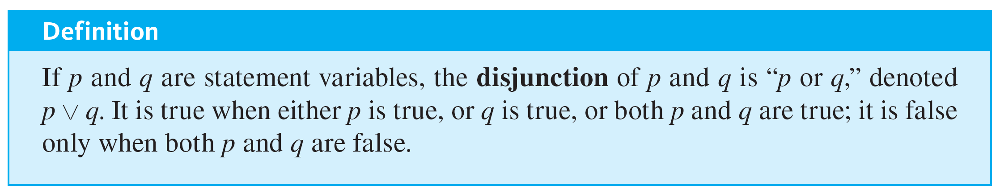 Definition
If p and q are statement variables, the disjunction of p and q is “p or q,” denoted
p ∨ q. It is true when either p is true, or q is true, or both p and q are true; it is false
only when both p and q are false.